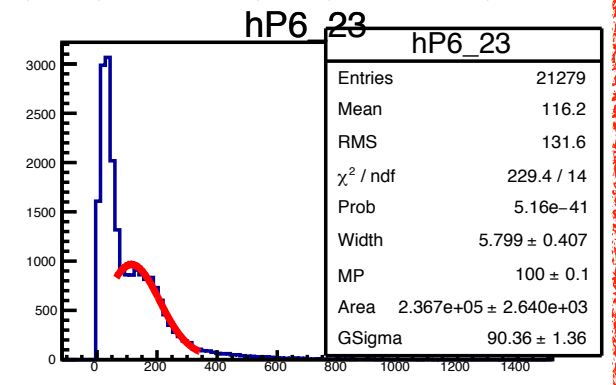 hP6_23
hP6_23
Entries 21279
Mean 116.2
RMS 131.6
χ² / ndf 229.4 / 14
Prob 5.16e−41
Width 5.799 ± 0.407
MP 100 ± 0.1
Area 2.367e+05 ± 2.640e+03
GSigma 90.36 ± 1.36
3000
2500
2000
1500
1000
500
0
0 200 400 600 800 1000 1200 1400